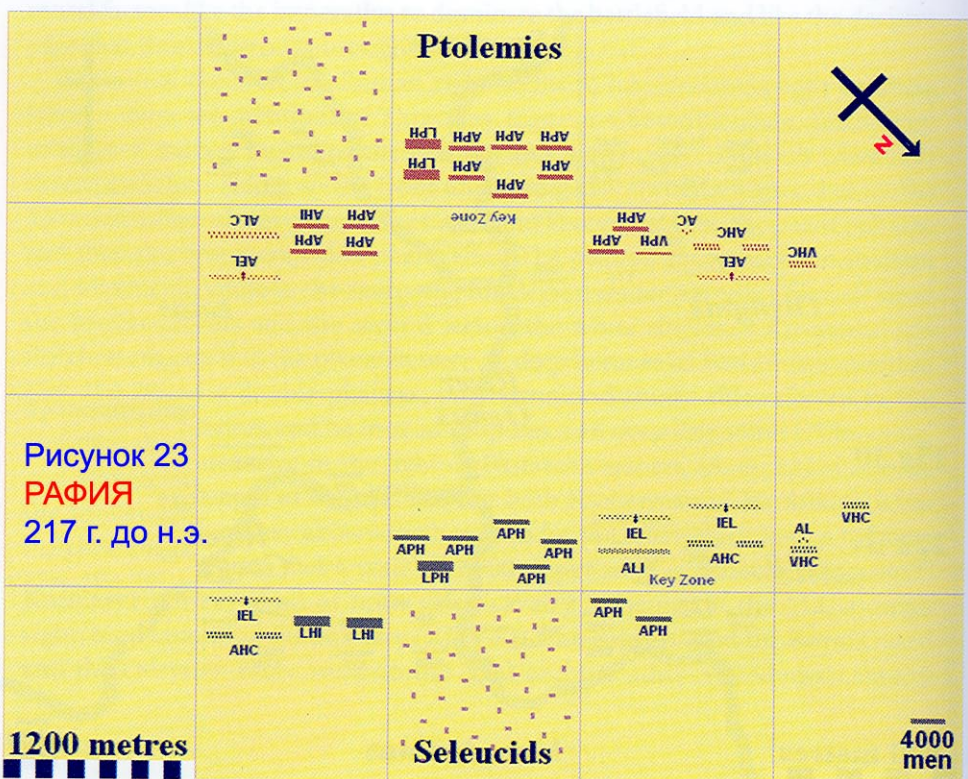 Ptolemies
N
LPH APH APH APH
LPH APH APH
APH
Key Zone
ALC AHI APH APH AC
AHC
APH APH APH VPH VHC
AEL AEL
Рисунок 23
РАФИЯ
217 г. до н.э.
IEL IEL AL VHC
APH APH APH APH ALI AHC VHC
LPH APH Key Zone
IEL LHI LHI APH
AHC APH
1200 metres
Seleucids
4000
men